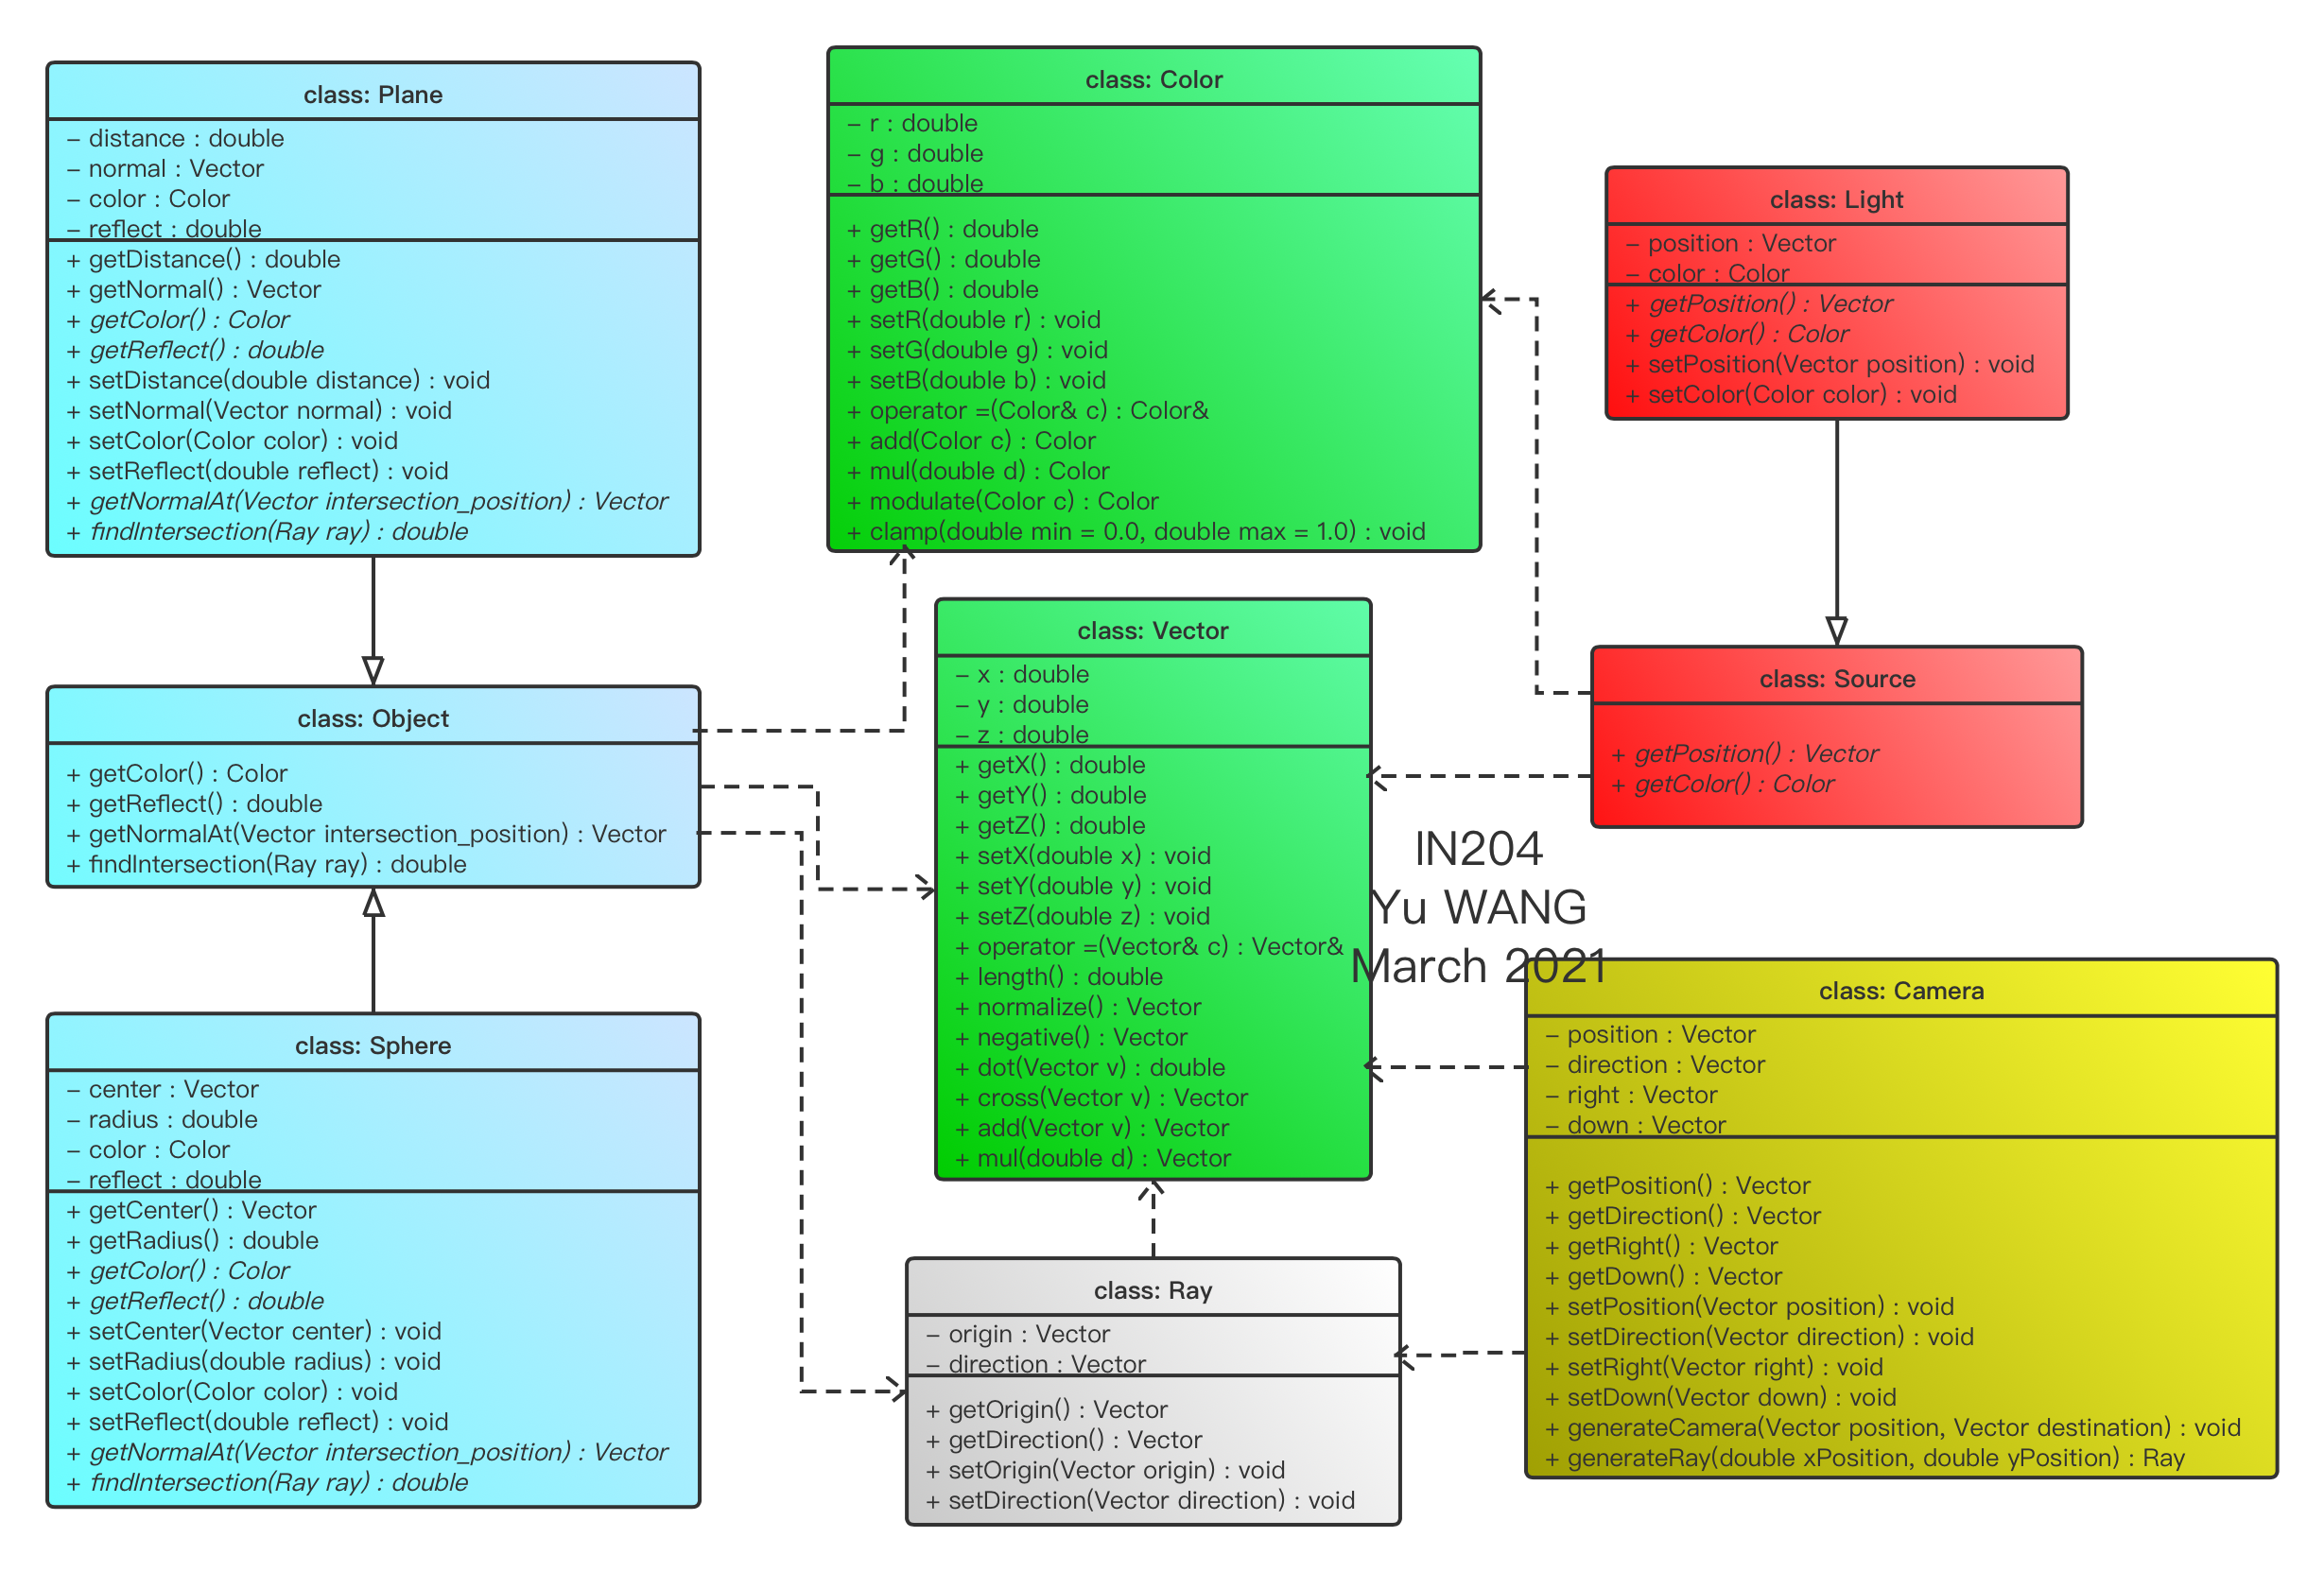 class: Plane
– distance : double
– normal : Vector
– color : Color
– reflect : double
+ getDistance() : double
+ getNormal() : Vector
+ getColor() : Color
+ getReflect() : double
+ setDistance(double distance) : void
+ setNormal(Vector normal) : void
+ setColor(Color color) : void
+ setReflect(double reflect) : void
+ getNormalAt(Vector intersection_position) : Vector
+ findIntersection(Ray ray) : double
class: Object
+ getColor() : Color
+ getReflect() : double
+ getNormalAt(Vector intersection_position) : Vector
+ findIntersection(Ray ray) : double
class: Sphere
– center : Vector
– radius : double
– color : Color
– reflect : double
+ getCenter() : Vector
+ getRadius() : double
+ getColor() : Color
+ getReflect() : double
+ setCenter(Vector center) : void
+ setRadius(double radius) : void
+ setColor(Color color) : void
+ setReflect(double reflect) : void
+ getNormalAt(Vector intersection_position) : Vector
+ findIntersection(Ray ray) : double
class: Color
– r : double
– g : double
– b : double
+ getR() : double
+ getG() : double
+ getB() : double
+ setR(double r) : void
+ setG(double g) : void
+ setB(double b) : void
+ operator =(Color& c) : Color&
+ add(Color c) : Color
+ mul(double d) : Color
+ modulate(Color c) : Color
+ clamp(double min = 0.0, double max = 1.0) : void
class: Vector
– x : double
– y : double
– z : double
+ getX() : double
+ getY() : double
+ getZ() : double
+ setX(double x) : void
+ setY(double y) : void
+ setZ(double z) : void
+ operator =(Vector& c) : Vector&
+ length() : double
+ normalize() : Vector
+ negative() : Vector
+ dot(Vector v) : double
+ cross(Vector v) : Vector
+ add(Vector v) : Vector
+ mul(double d) : Vector
class: Ray
– origin : Vector
– direction : Vector
+ getOrigin() : Vector
+ getDirection() : Vector
+ setOrigin(Vector origin) : void
+ setDirection(Vector direction) : void
class: Light
– position : Vector
– color : Color
+ getPosition() : Vector
+ getColor() : Color
+ setPosition(Vector position) : void
+ setColor(Color color) : void
class: Source
+ getPosition() : Vector
+ getColor() : Color
IN204
Yu WANG
March 2021
class: Camera
– position : Vector
– direction : Vector
– right : Vector
– down : Vector
+ getPosition() : Vector
+ getDirection() : Vector
+ getRight() : Vector
+ getDown() : Vector
+ setPosition(Vector position) : void
+ setDirection(Vector direction) : void
+ setRight(Vector right) : void
+ setDown(Vector down) : void
+ generateCamera(Vector position, Vector destination) : void
+ generateRay(double xPosition, double yPosition) : Ray